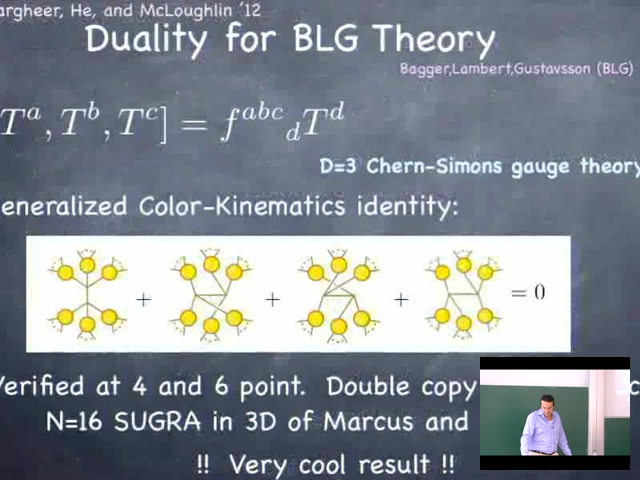 argheer, He, and McLoughlin '12
Duality for BLG Theory
Bagger,Lambert,Gustavsson (BLG)
T^a, T^b, T^c] = f^{abc}_d T^d
D=3 Chern-Simons gauge theory
eneralized Color-Kinematics identity:
+ + + = 0
Verified at 4 and 6 point. Double copy
N=16 SUGRA in 3D of Marcus and
!! Very cool result !!